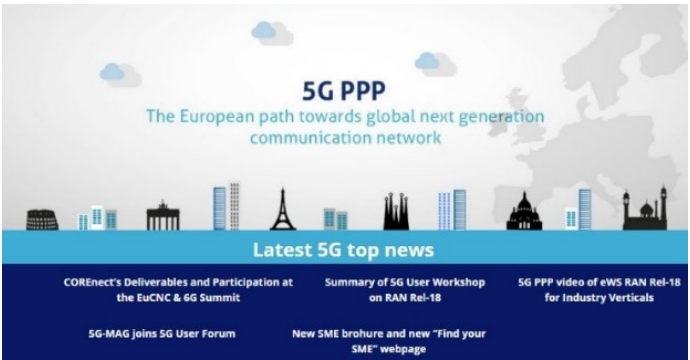 5G PPP
The European path towards global next generation
communication network
Latest 5G top news
COREnect's Deliverables and Participation at
the EuCNC & 6G Summit
Summary of 5G User Workshop
on RAN Rel-18
5G PPP video of eWS RAN Rel-18
for Industry Verticals
5G-MAG joins 5G User Forum
New SME brohure and new "Find your
SME" webpage